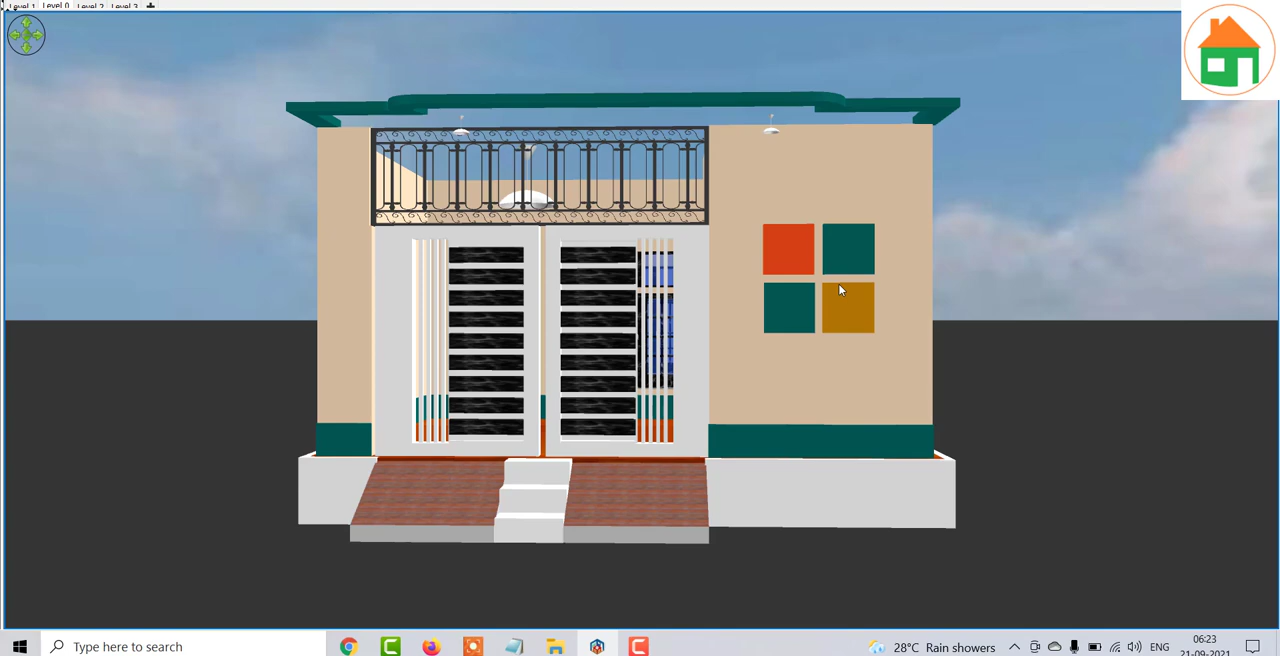 Level 1 Level 0 Level 2 Level 3
Type here to search
28°C Rain showers
ENG
06:23
21-09-2021